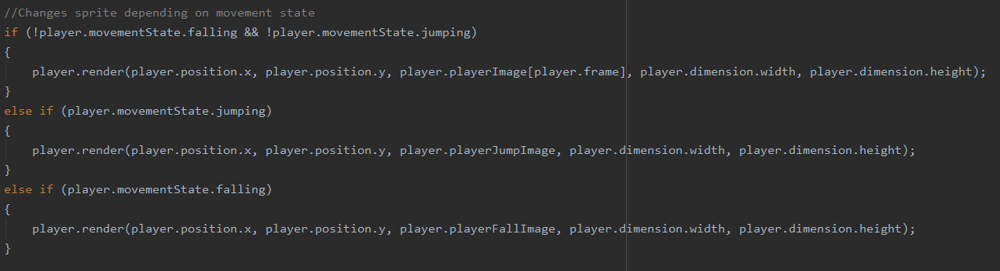 //Changes sprite depending on movement state
if (!player.movementState.falling && !player.movementState.jumping)
{
    player.render(player.position.x, player.position.y, player.playerImage[player.frame], player.dimension.width, player.dimension.height);
}
else if (player.movementState.jumping)
{
    player.render(player.position.x, player.position.y, player.playerJumpImage, player.dimension.width, player.dimension.height);
}
else if (player.movementState.falling)
{
    player.render(player.position.x, player.position.y, player.playerFallImage, player.dimension.width, player.dimension.height);
}